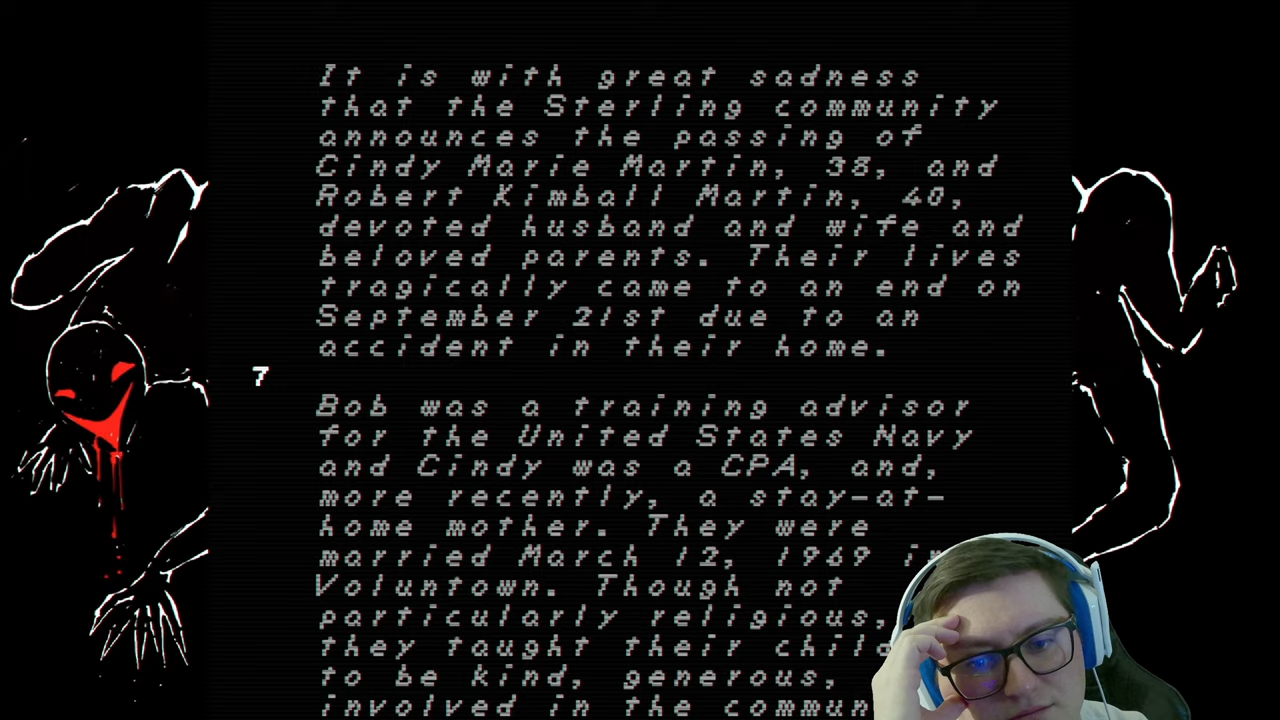 It is with great sadness
that the Sterling community
announces the passing of
Cindy Marie Martin, 38, and
Robert Kimball Martin, 40,
devoted husband and wife and
beloved parents. Their lives
tragically came to an end on
September 21st due to an
accident in their home.
7
Bob was a training advisor
for the United States Navy
and Cindy was a CPA, and,
more recently, a stay-at-
home mother. They were
married March 12, 1969
Voluntown. Though not
particularly religious,
they taught their
to be kind, generous,
involved in the